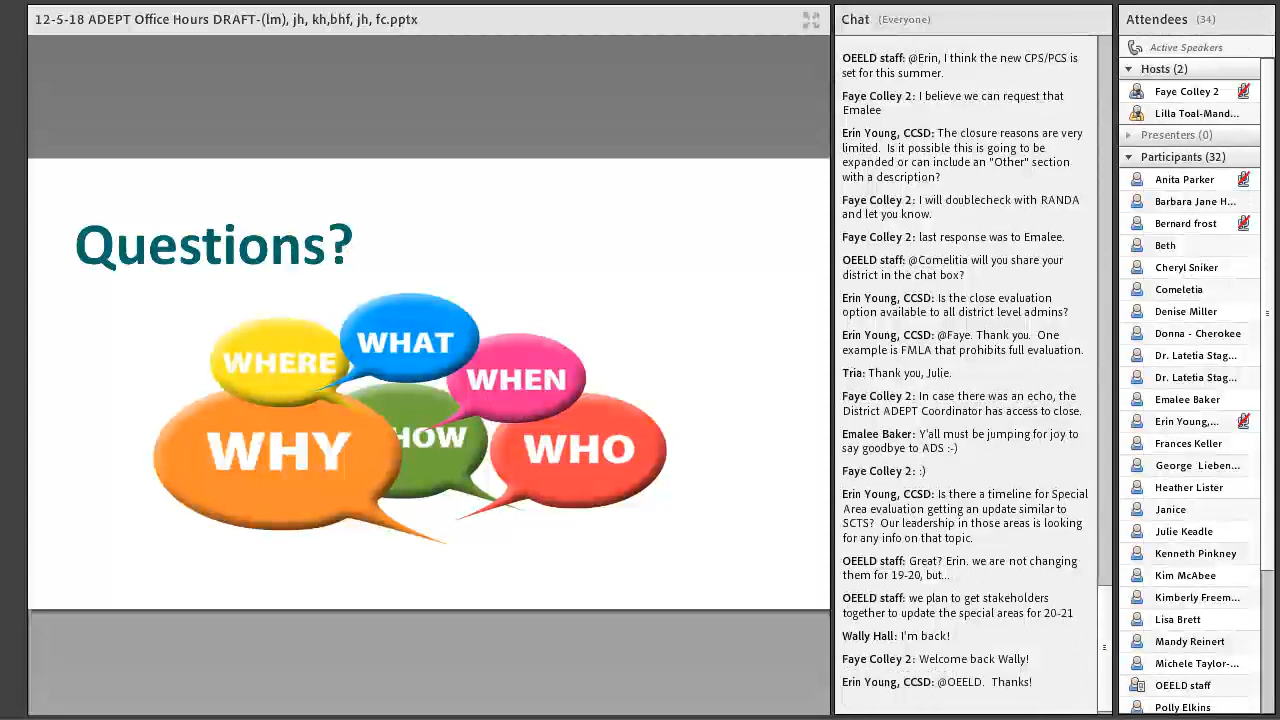 12-5-18 ADEPT Office Hours DRAFT-(lm), jh, kh,bhf, jh, fc.pptx
Questions?
WHERE
WHAT
WHEN
WHY
HOW
WHO
Chat (Everyone)
OEELD staff: @Erin, I think the new CPS/PCS is
set for this summer.
Faye Colley 2: I believe we can request that
Emalee
Erin Young, CCSD: The closure reasons are very
limited. Is it possible this is going to be
expanded or can include an "Other" section
with a description?
Faye Colley 2: I will doublecheck with RANDA
and let you know.
Faye Colley 2: last response was to Emalee.
OEELD staff: @Comelitia will you share your
district in the chat box?
Erin Young, CCSD: Is the close evaluation
option available to all district level admins?
Erin Young, CCSD: @Faye. Thank you. One
example is FMLA that prohibits full evaluation.
Tria: Thank you, Julie.
Faye Colley 2: In case there was an echo, the
District ADEPT Coordinator has access to close.
Emalee Baker: Y'all must be jumping for joy to
say goodbye to ADS :-)
Faye Colley 2: :)
Erin Young, CCSD: Is there a timeline for Special
Area evaluation getting an update similar to
SCTS? Our leadership in those areas is looking
for any info on that topic.
OEELD staff: Great? Erin. we are not changing
them for 19-20, but...
OEELD staff: we plan to get stakeholders
together to update the special areas for 20-21
Wally Hall: I'm back!
Faye Colley 2: Welcome back Wally!
Erin Young, CCSD: @OEELD. Thanks!
Attendees (34)
Active Speakers
Hosts (2)
Faye Colley 2
Lilla Toal-Mand...
Presenters (0)
Participants (32)
Anita Parker
Barbara Jane H...
Bernard frost
Beth
Cheryl Sniker
Comeletia
Denise Miller
Donna - Cherokee
Dr. Latetia Stag...
Dr. Latetia Stag...
Emalee Baker
Erin Young,...
Frances Keller
George Lieben...
Heather Lister
Janice
Julie Keadle
Kenneth Pinkney
Kim McAbee
Kimberly Freem...
Lisa Brett
Mandy Reinert
Michele Taylor-...
OEELD staff
Polly Elkins